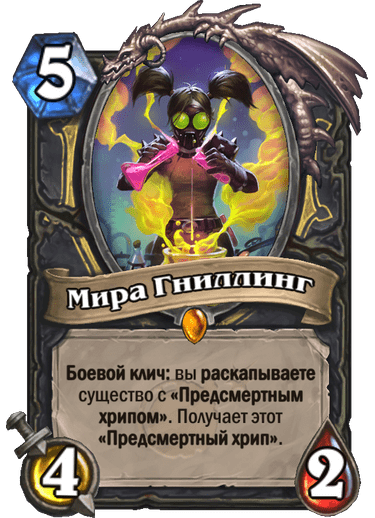 5
Мира Гниллинг
Боевой клич: вы раскапываете
существо с «Предсмертным
хрипом». Получает этот
«Предсмертный хрип».
4
2